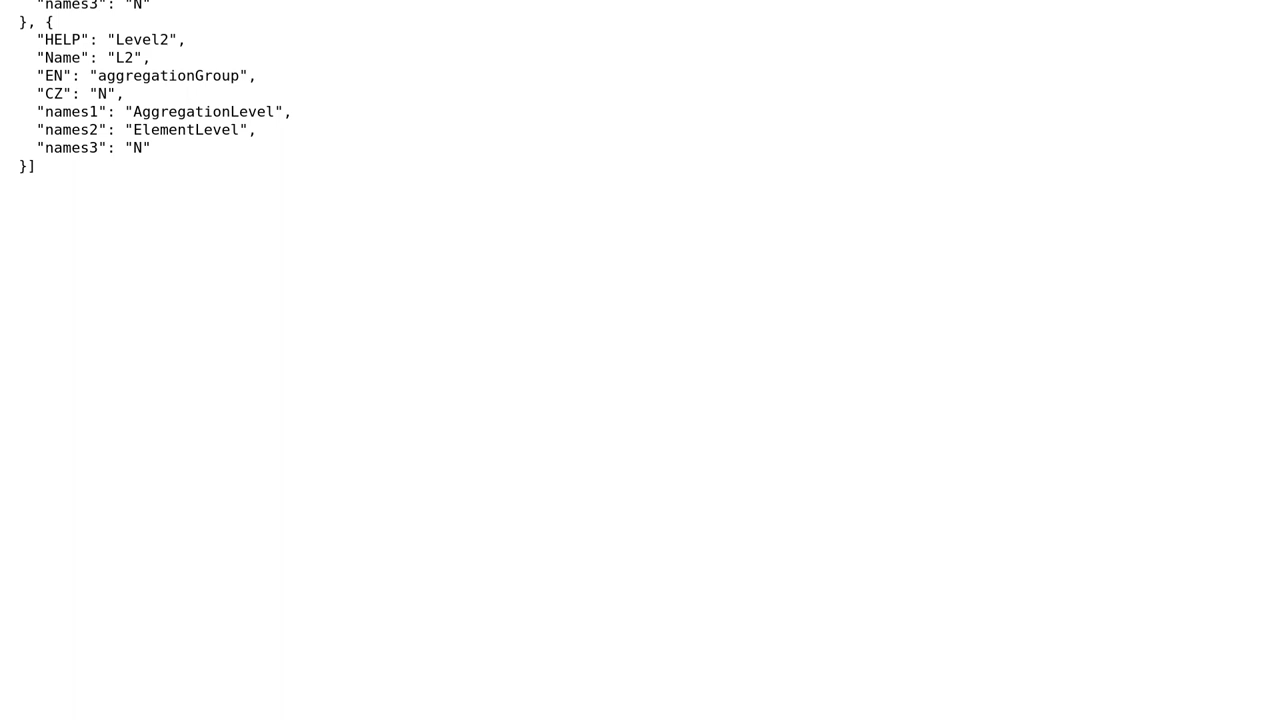 "names3": "N"
}, {
"HELP": "Level2",
"Name": "L2",
"EN": "aggregationGroup",
"CZ": "N",
"names1": "AggregationLevel",
"names2": "ElementLevel",
"names3": "N"
}]